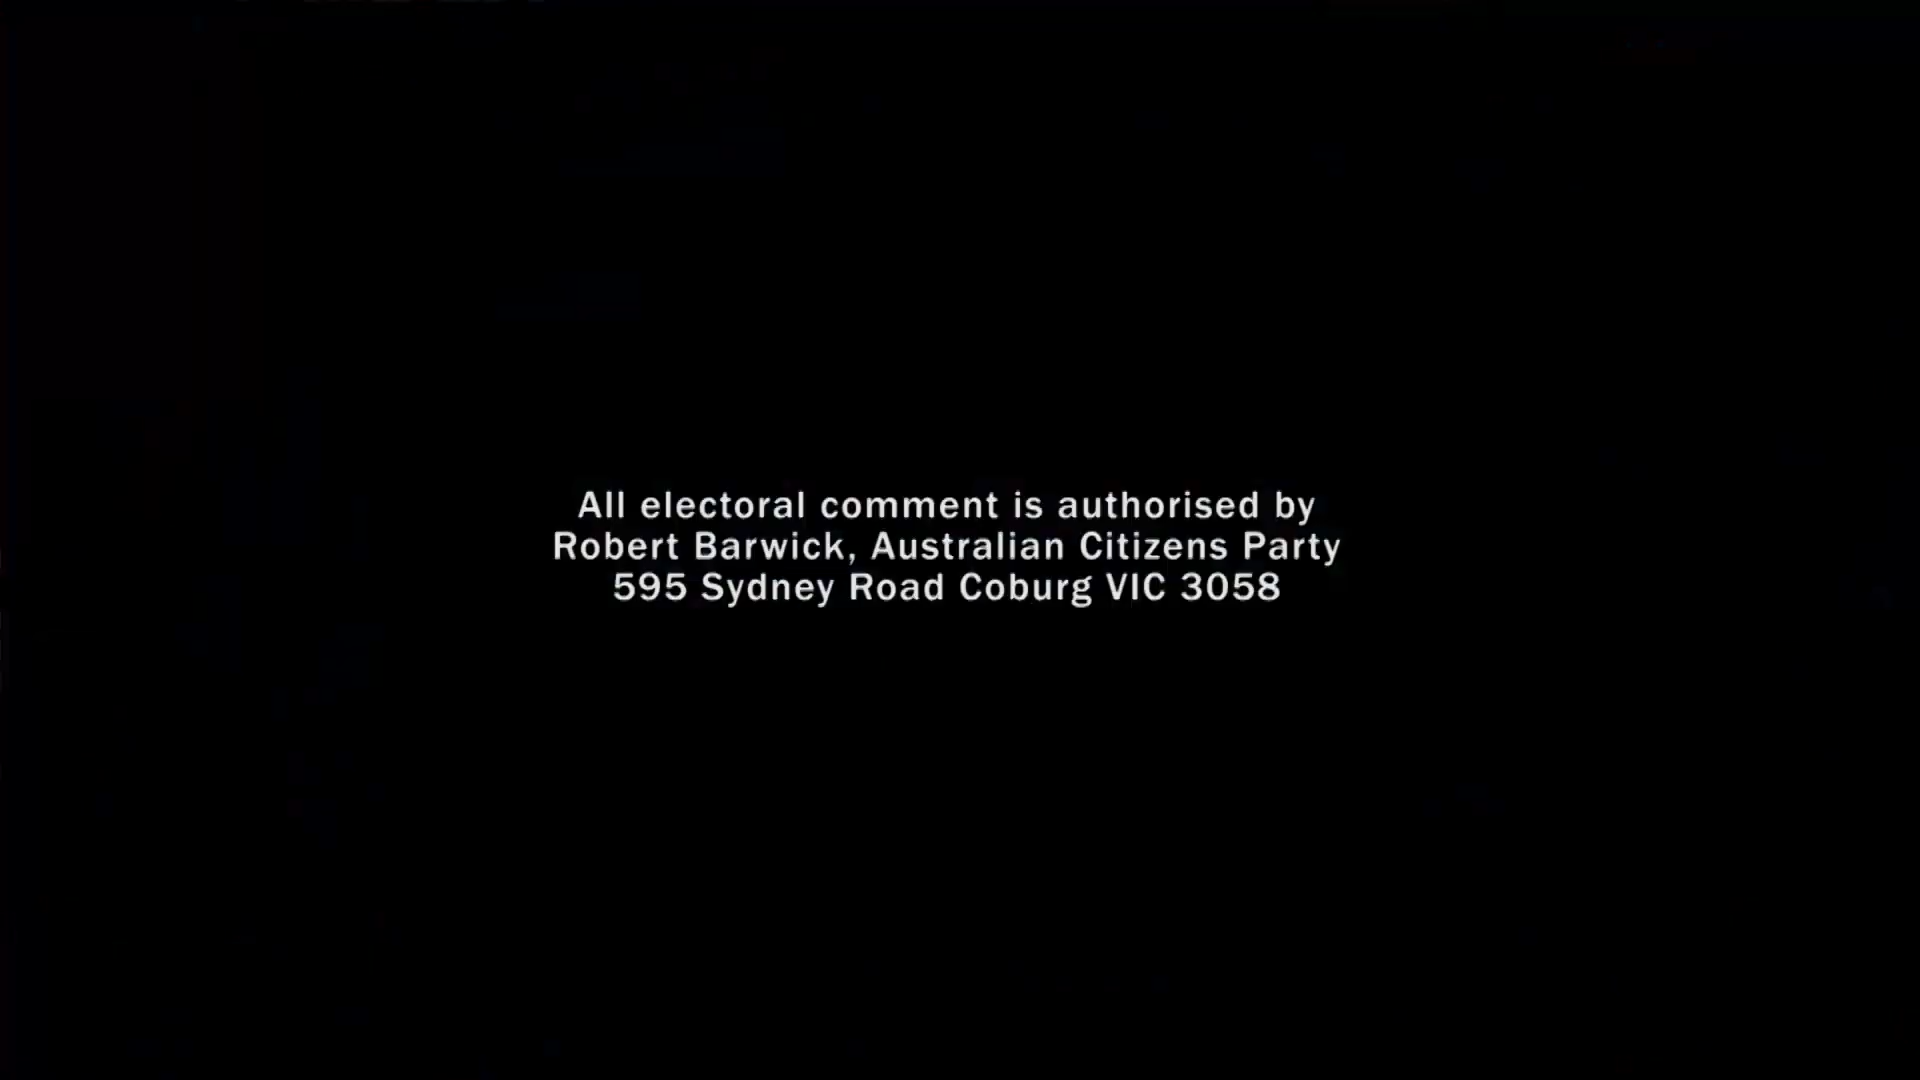 All electoral comment is authorised by
Robert Barwick, Australian Citizens Party
595 Sydney Road Coburg VIC 3058